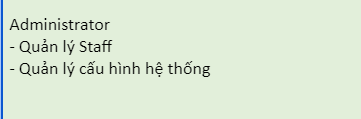 Administrator
- Quản lý Staff
- Quản lý cấu hình hệ thống